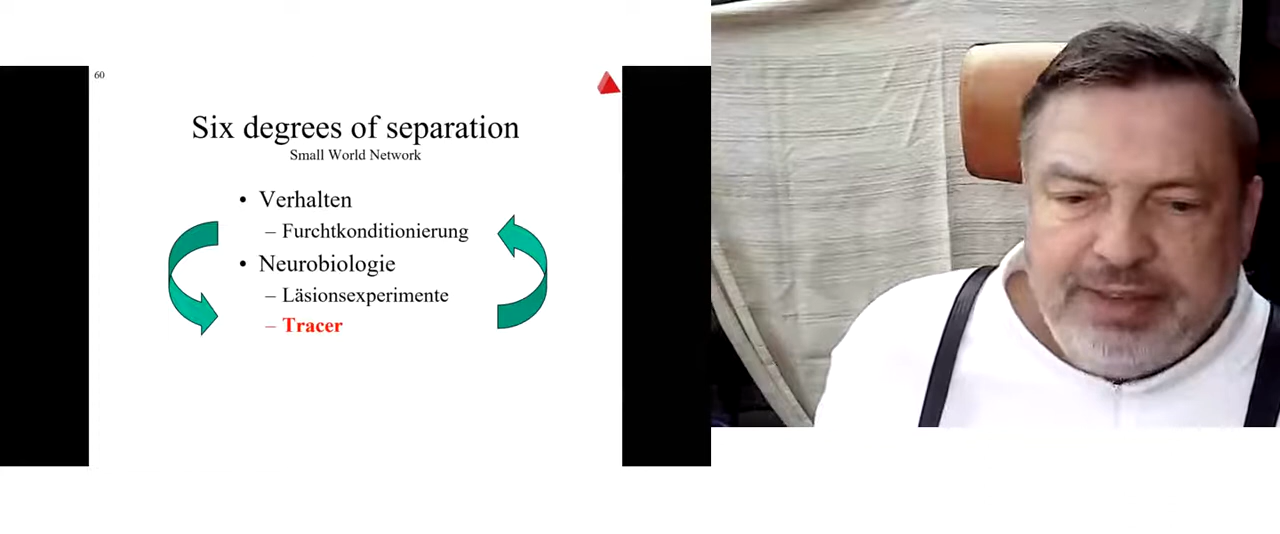 60
Six degrees of separation
Small World Network
• Verhalten
– Furchtkonditionierung
• Neurobiologie
– Läsionsexperimente
– Tracer